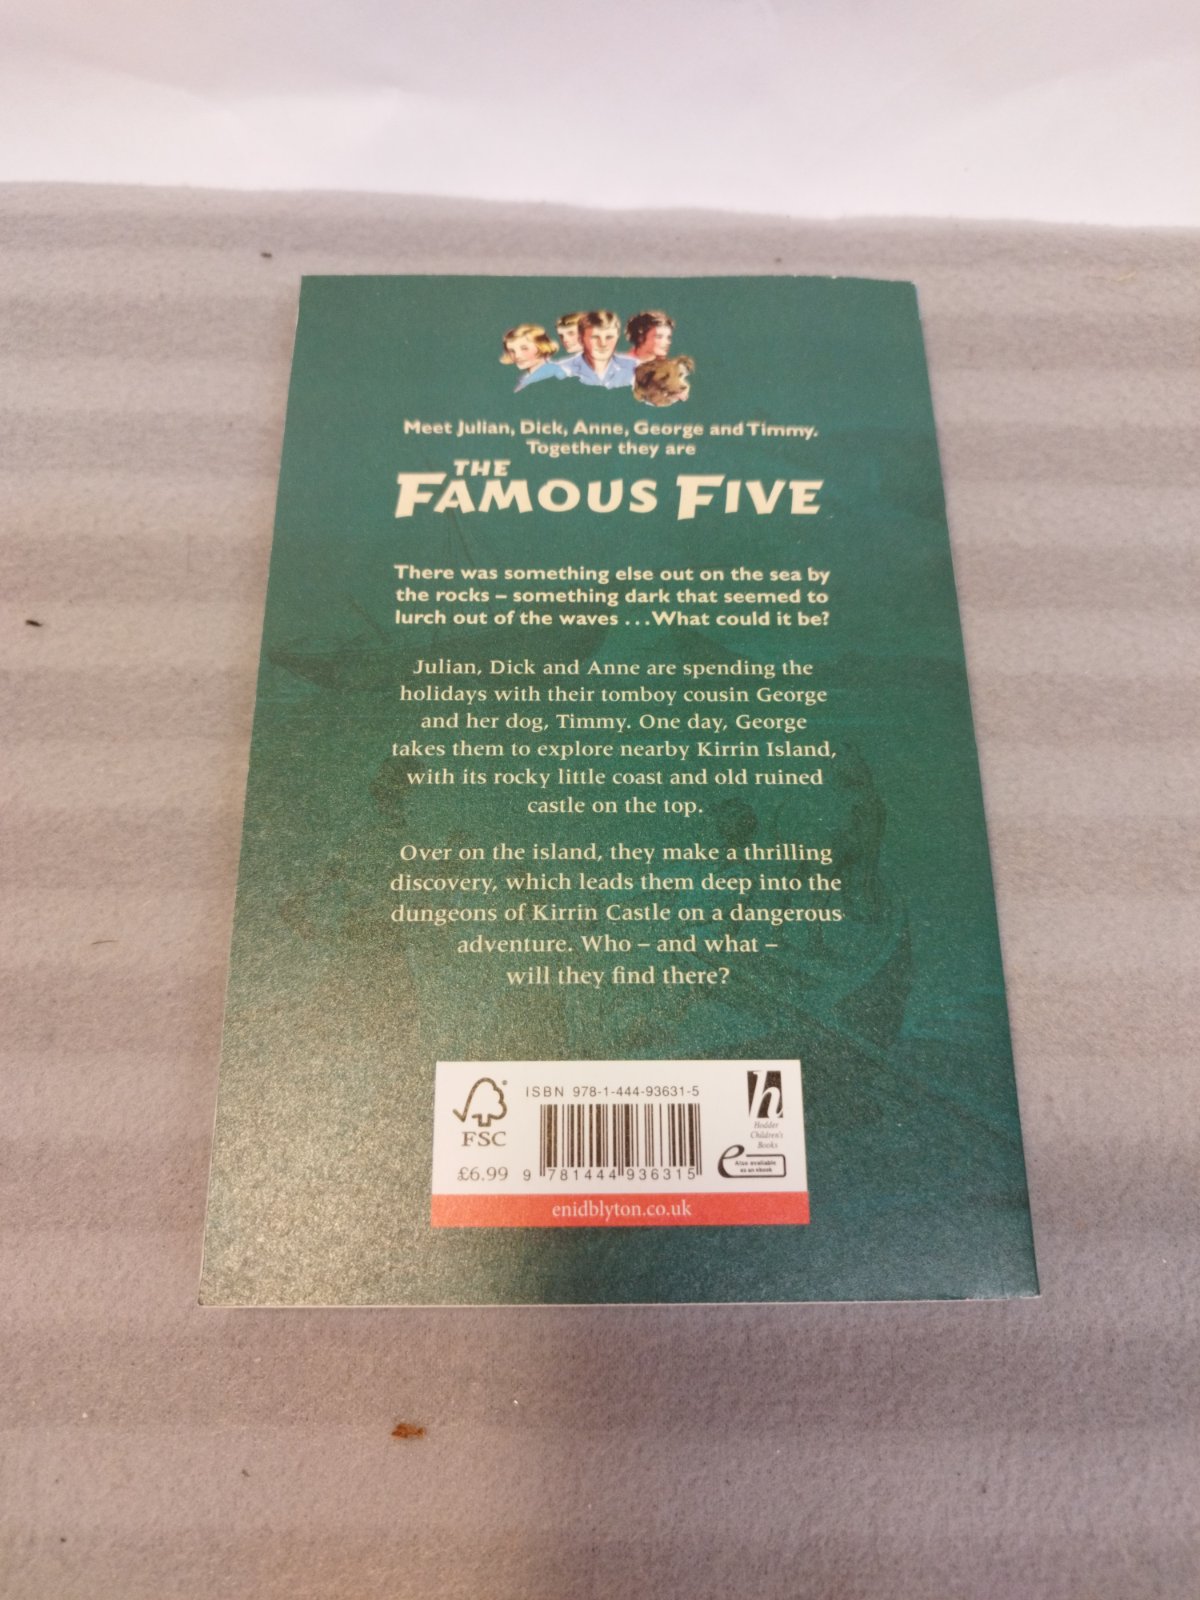 Meet Julian, Dick, Anne, George and Timmy.
Together they are
THE
FAMOUS FIVE
There was something else out on the sea by
the rocks – something dark that seemed to
lurch out of the waves ... What could it be?
Julian, Dick and Anne are spending the
holidays with their tomboy cousin George
and her dog, Timmy. One day, George
takes them to explore nearby Kirrin Island,
with its rocky little coast and old ruined
castle on the top.
Over on the island, they make a thrilling
discovery, which leads them deep into the
dungeons of Kirrin Castle on a dangerous
adventure. Who – and what –
will they find there?
ISBN 978-1-444-93631-5
FSC
®
£6.99
9 781444 936315
h
Hodder
Children's
Books
e
Also available
as an ebook
enidblyton.co.uk